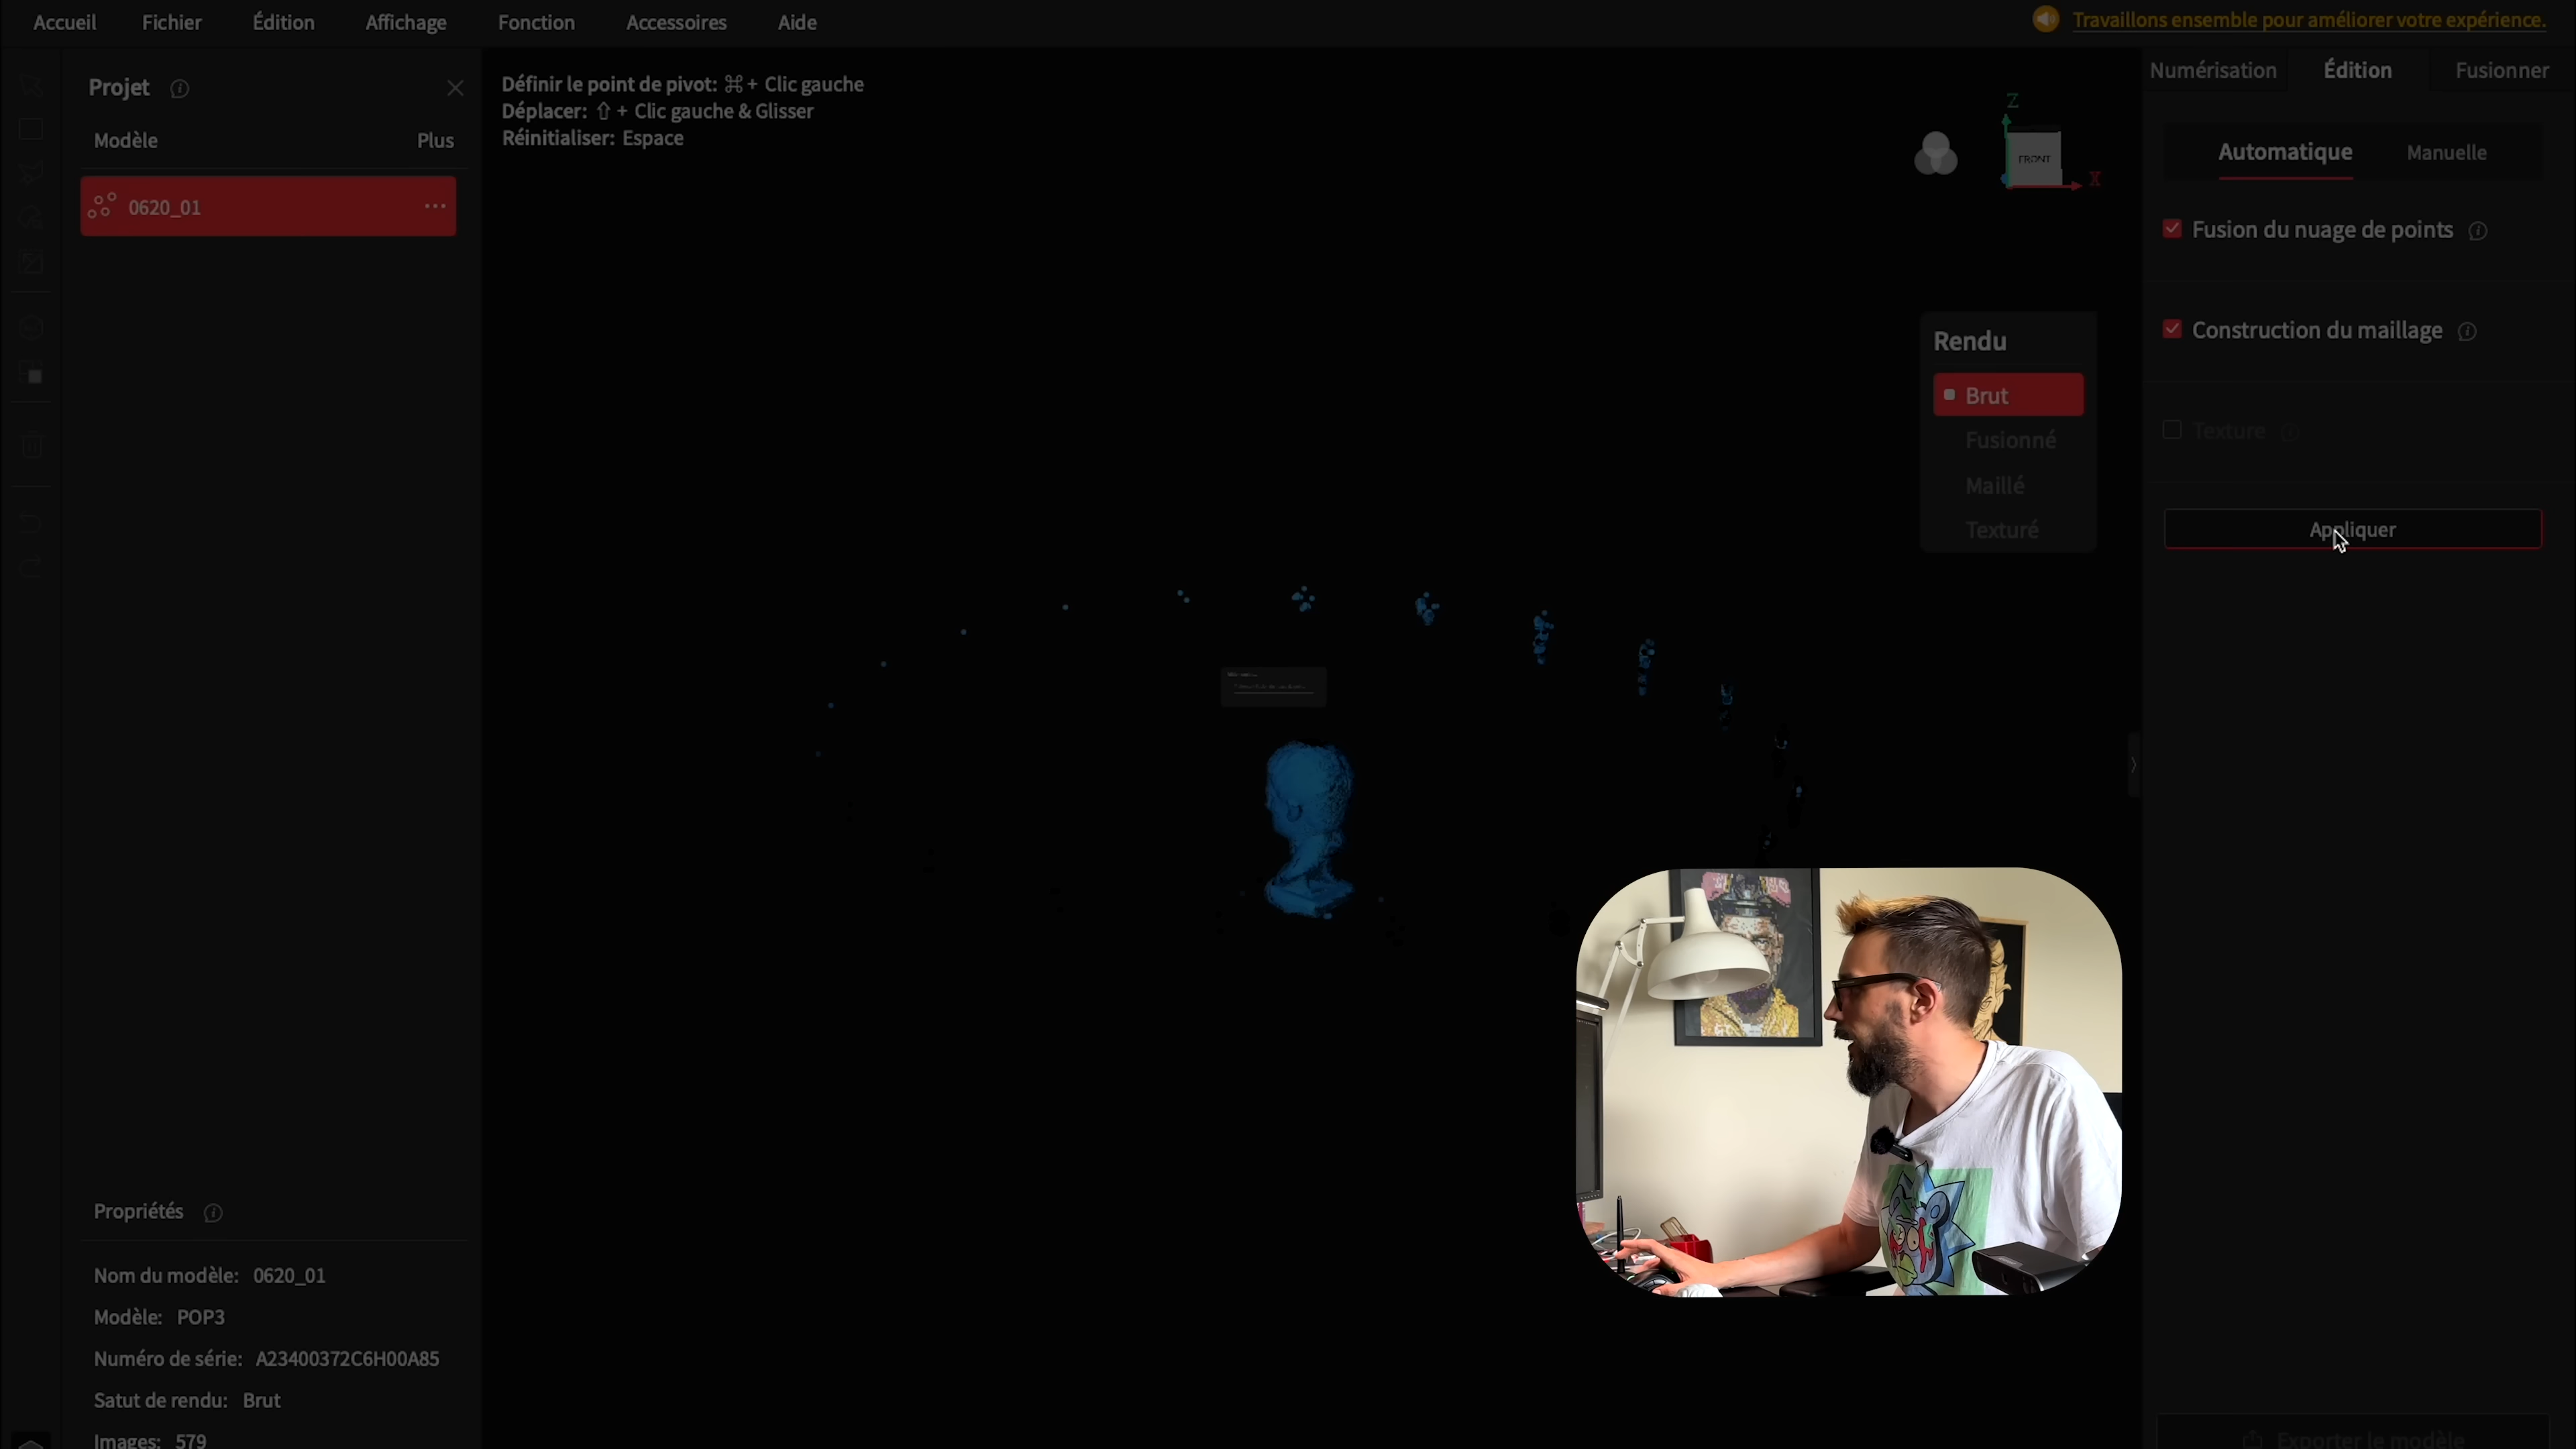 Accueil Fichier Édition Affichage Fonction Accessoires Aide
Travaillons ensemble pour améliorer votre expérience.
Projet
Modèle Plus
0620_01
Définir le point de pivot: ⌘+ Clic gauche
Déplacer: ⇧ + Clic gauche & Glisser
Réinitialiser: Espace
Z
FRONT
X
Rendu
Brut
Fusionné
Maillé
Texturé
Numérisation Édition Fusionner
Automatique Manuelle
Fusion du nuage de points
Construction du maillage
Texture
Appliquer
Propriétés
Nom du modèle: 0620_01
Modèle: POP3
Numéro de série: A23400372C6H00A85
Satut de rendu: Brut
Images: 579
Exporter le modèle